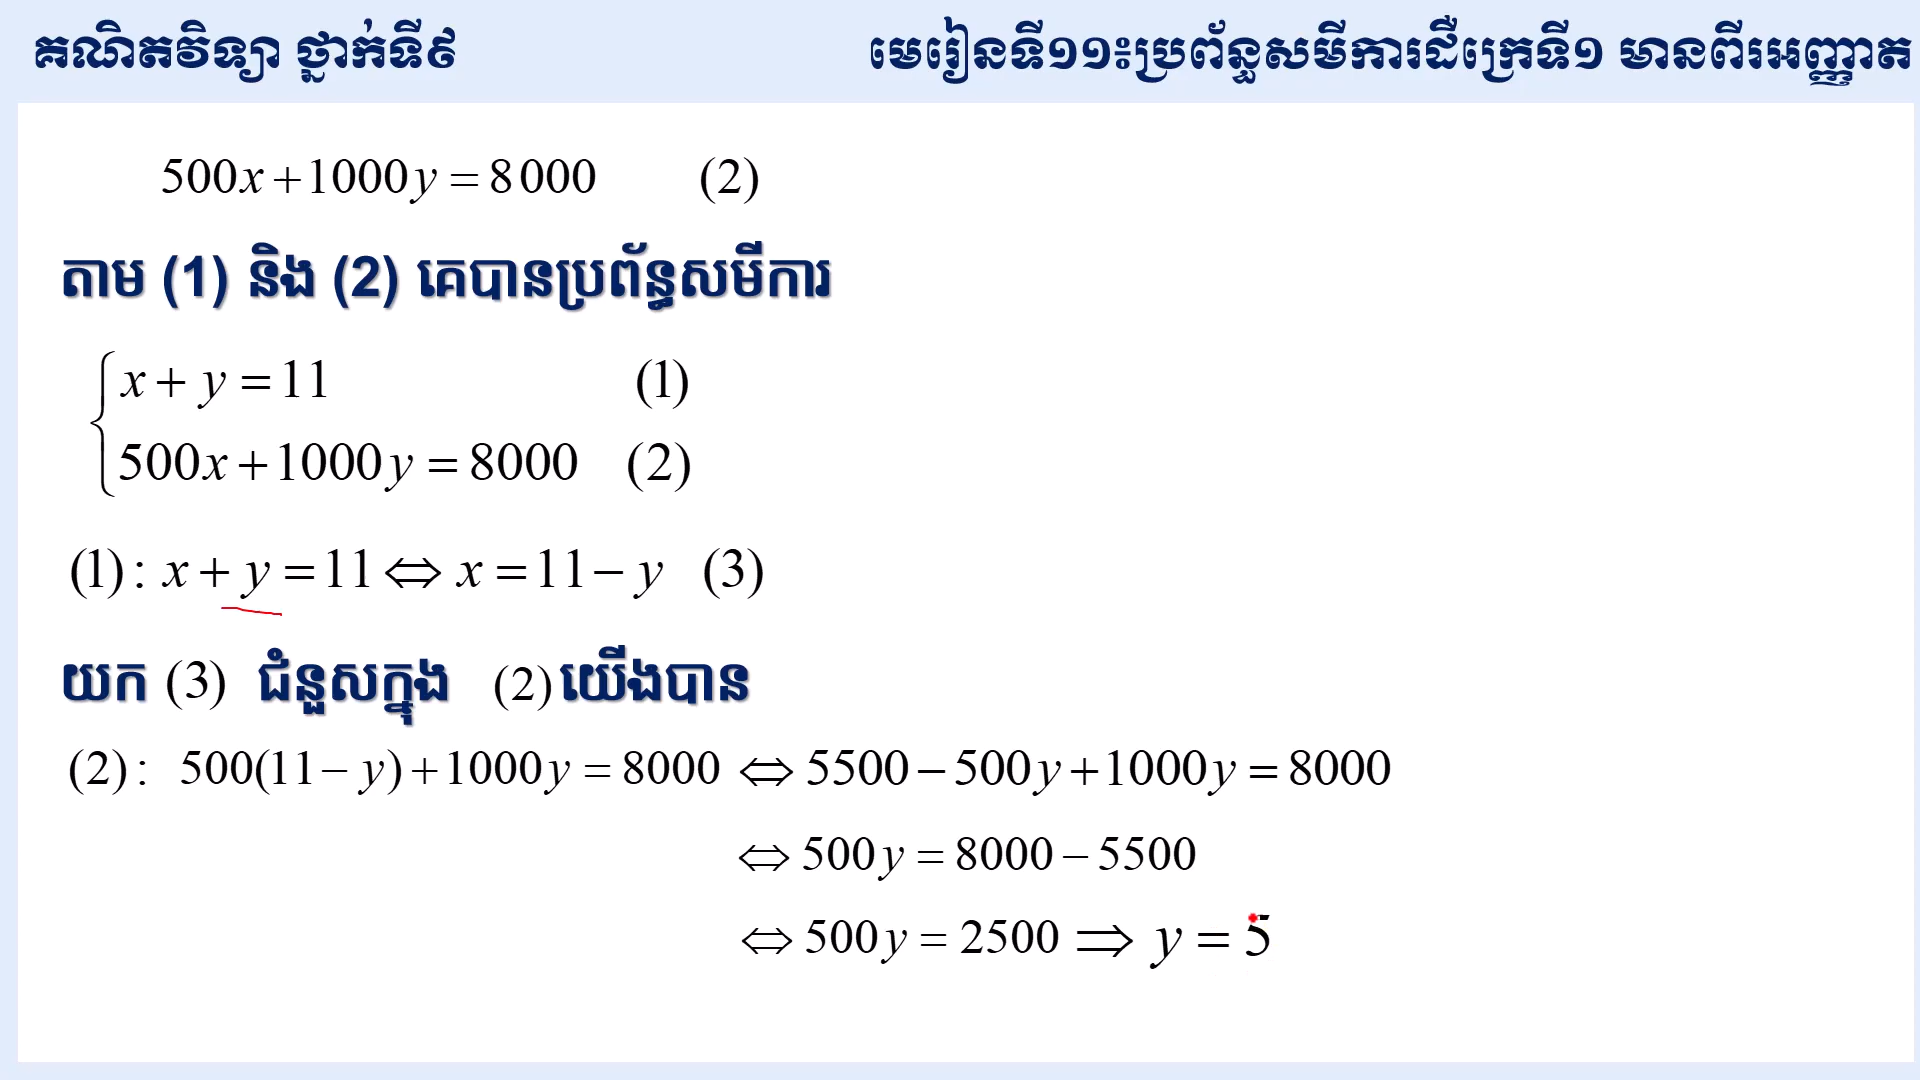 គណិតវិទ្យា ថ្នាក់ទី៩
មេរៀនទី១១៖ប្រព័ន្ធសមីការដឺក្រេទី១ មានពីរអញ្ញាត
500x+1000y=8000 (2)
តាម (1) និង (2) គេបានប្រព័ន្ធសមីការ
x+y=11 (1)
500x+1000y=8000 (2)
(1): x+y=11⇔x=11−y (3)
យក (3) ជំនួសក្នុង (2) យើងបាន
(2): 500(11−y)+1000y=8000 ⇔5500−500y+1000y=8000
⇔500y=8000−5500
⇔500y=2500⇒y=5